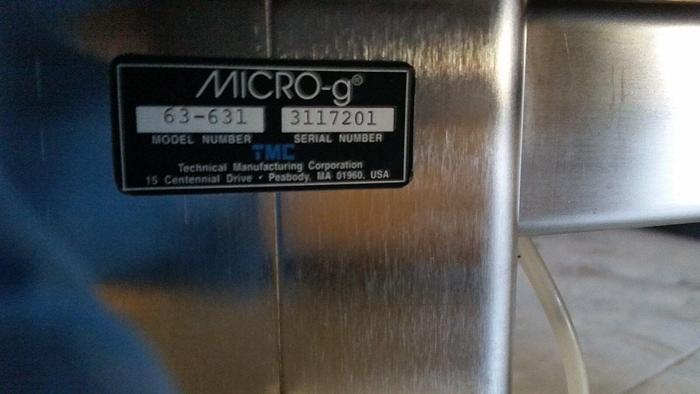 MICRO-g®
63-631 3117201
MODEL NUMBER SERIAL NUMBER
TMC
Technical Manufacturing Corporation
15 Centennial Drive • Peabody, MA 01960, USA